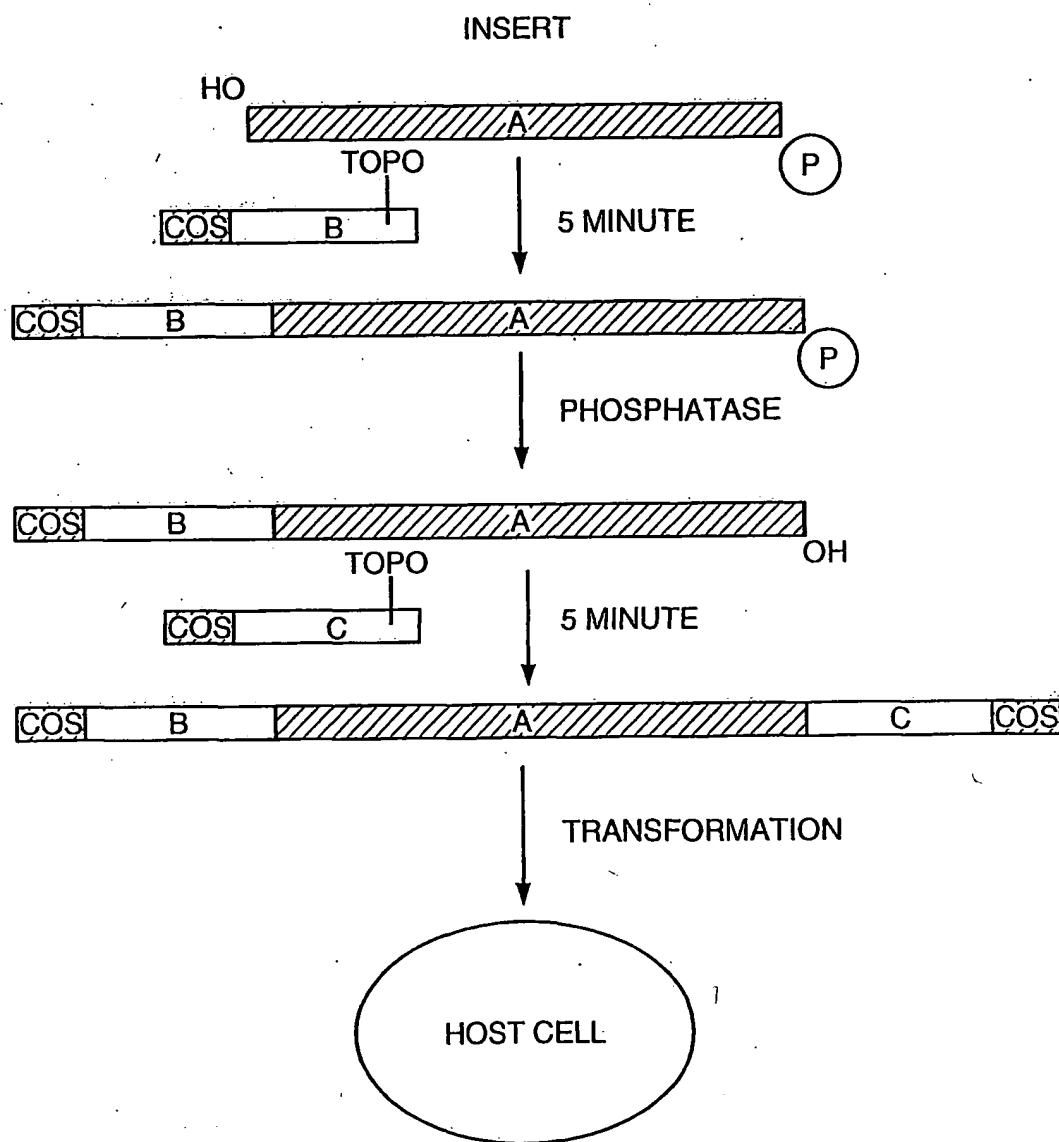 INSERT
HO
A
P
TOPO
COS B
5 MINUTE
COS B A
P
PHOSPHATASE
COS B A
OH
TOPO
COS C
5 MINUTE
COS B A C COS
TRANSFORMATION
HOST CELL